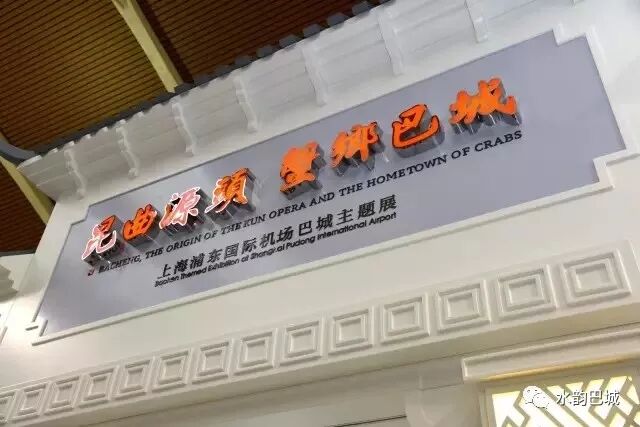 昆曲源頭 蟹鄉巴城
BACHENG, THE ORIGIN OF THE KUN OPERA AND THE HOMETOWN OF CRABS
上海浦东国际机场巴城主题展
Themed Exhibition at Shanghai Pudong International Airport
水韵巴城